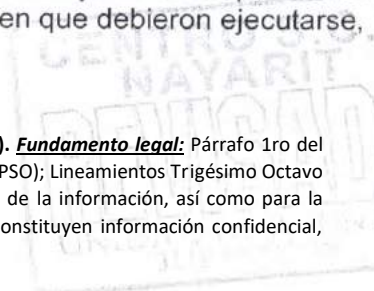 en que debieron ejecutarse,
CENTRO S.C.
NAYARIT
REVISAD
). Fundamento legal: Párrafo 1ro del
PSO); Lineamientos Trigésimo Octavo
de la información, así como para la
onstituyen información confidencial,